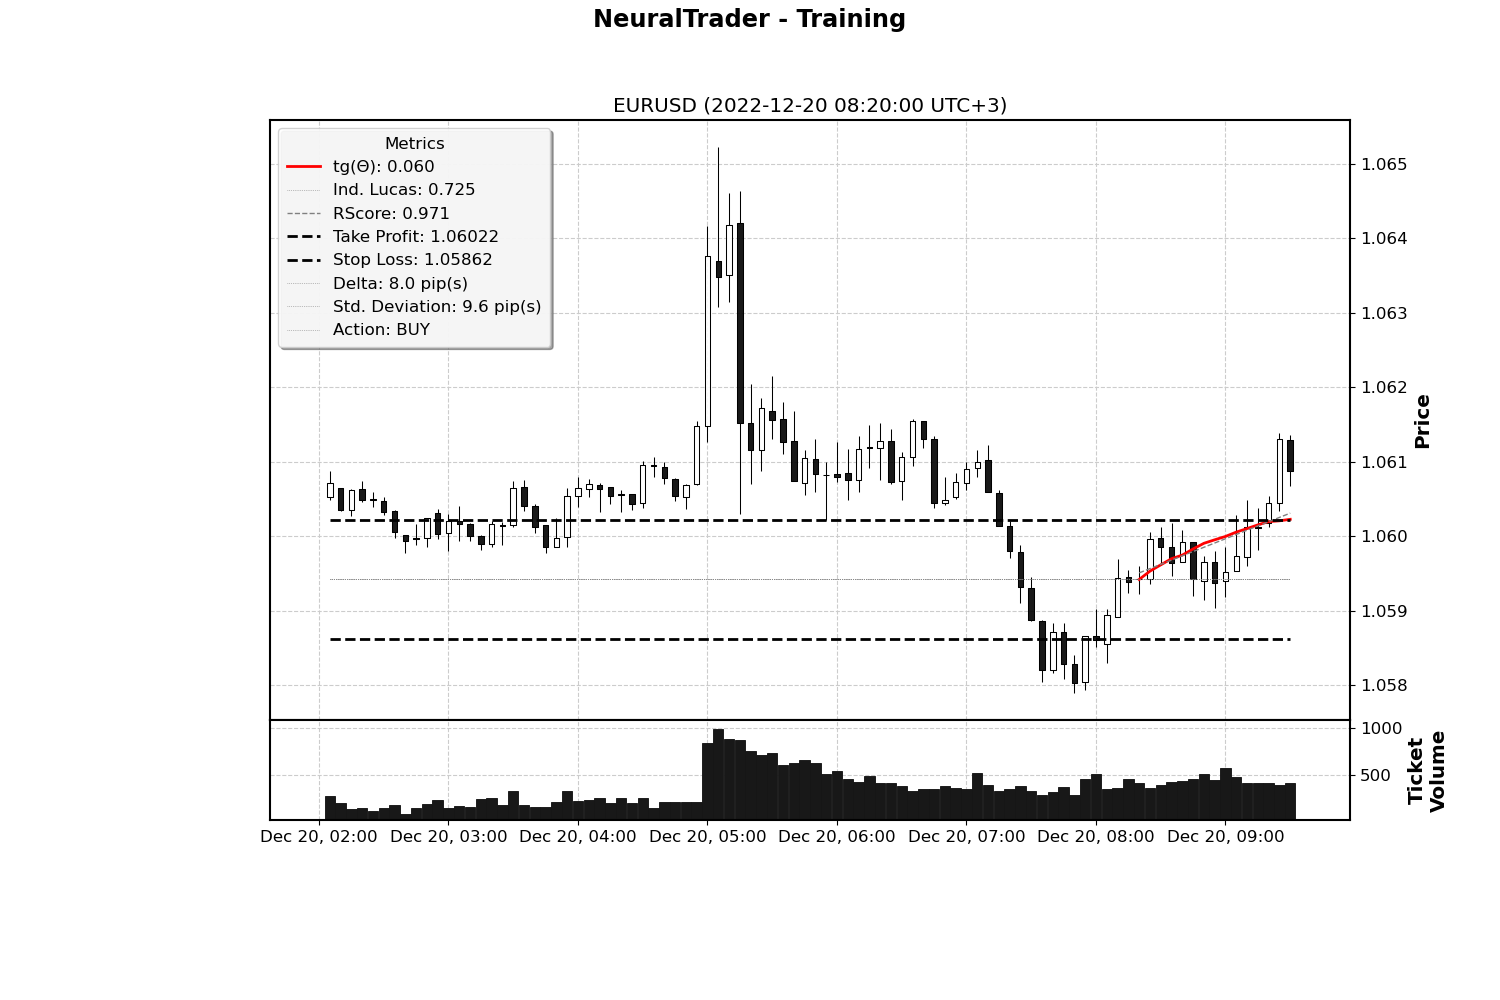 NeuralTrader - Training
EURUSD (2022-12-20 08:20:00 UTC+3)
Metrics
tg(Θ): 0.060
Ind. Lucas: 0.725
RScore: 0.971
Take Profit: 1.06022
Stop Loss: 1.05862
Delta: 8.0 pip(s)
Std. Deviation: 9.6 pip(s)
Action: BUY
1.065
1.064
1.063
1.062
1.061
1.060
1.059
1.058
Price
1000
500
Ticket
Volume
Dec 20, 02:00 Dec 20, 03:00 Dec 20, 04:00 Dec 20, 05:00 Dec 20, 06:00 Dec 20, 07:00 Dec 20, 08:00 Dec 20, 09:00